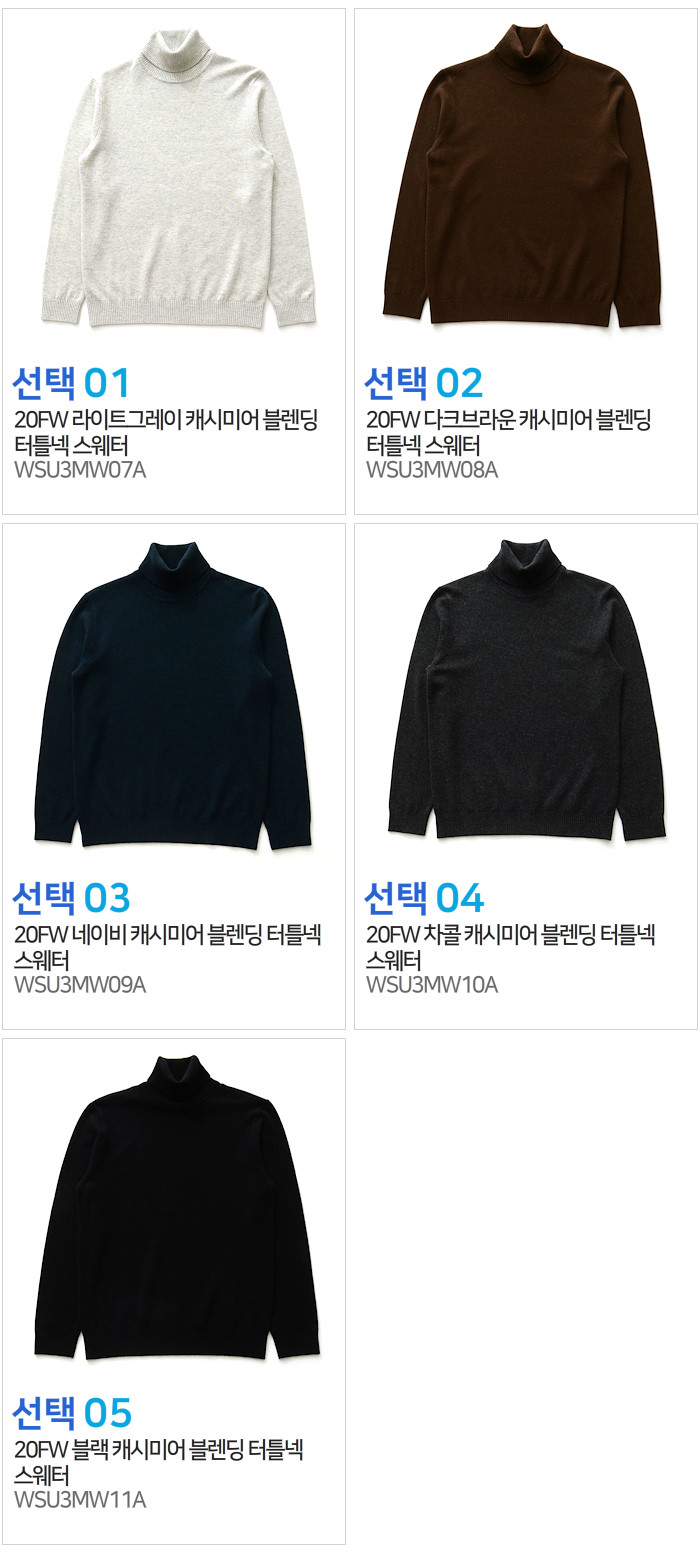 선택 01
20FW 라이트그레이 캐시미어 블렌딩
터틀넥 스웨터
WSU3MW07A
선택 02
20FW 다크브라운 캐시미어 블렌딩
터틀넥 스웨터
WSU3MW08A
선택 03
20FW 네이비 캐시미어 블렌딩 터틀넥
스웨터
WSU3MW09A
선택 04
20FW 차콜 캐시미어 블렌딩 터틀넥
스웨터
WSU3MW10A
선택 05
20FW 블랙 캐시미어 블렌딩 터틀넥
스웨터
WSU3MW11A